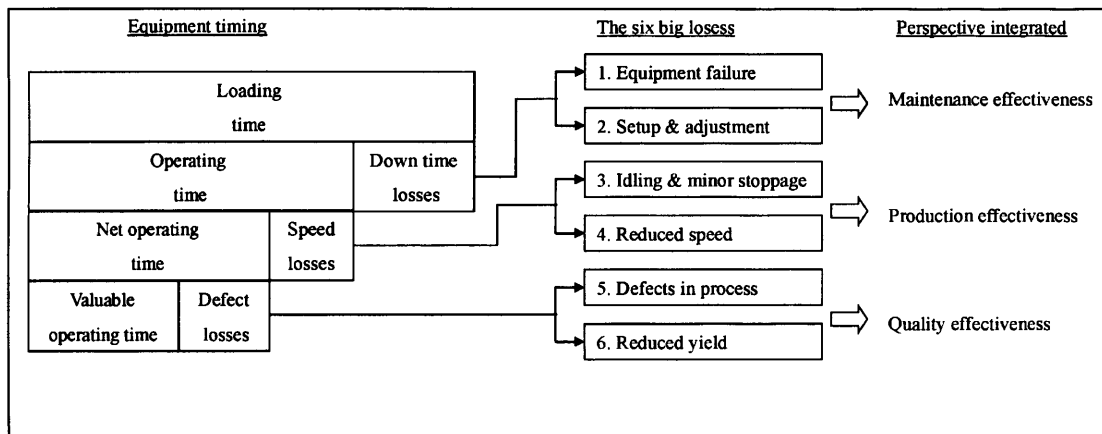 Equipment timing
The six big losess
Perspective integrated
Loading
time
Operating
time
Down time
losses
Net operating
time
Speed
losses
Valuable
operating time
Defect
losses
1. Equipment failure
2. Setup & adjustment
3. Idling & minor stoppage
4. Reduced speed
5. Defects in process
6. Reduced yield
Maintenance effectiveness
Production effectiveness
Quality effectiveness